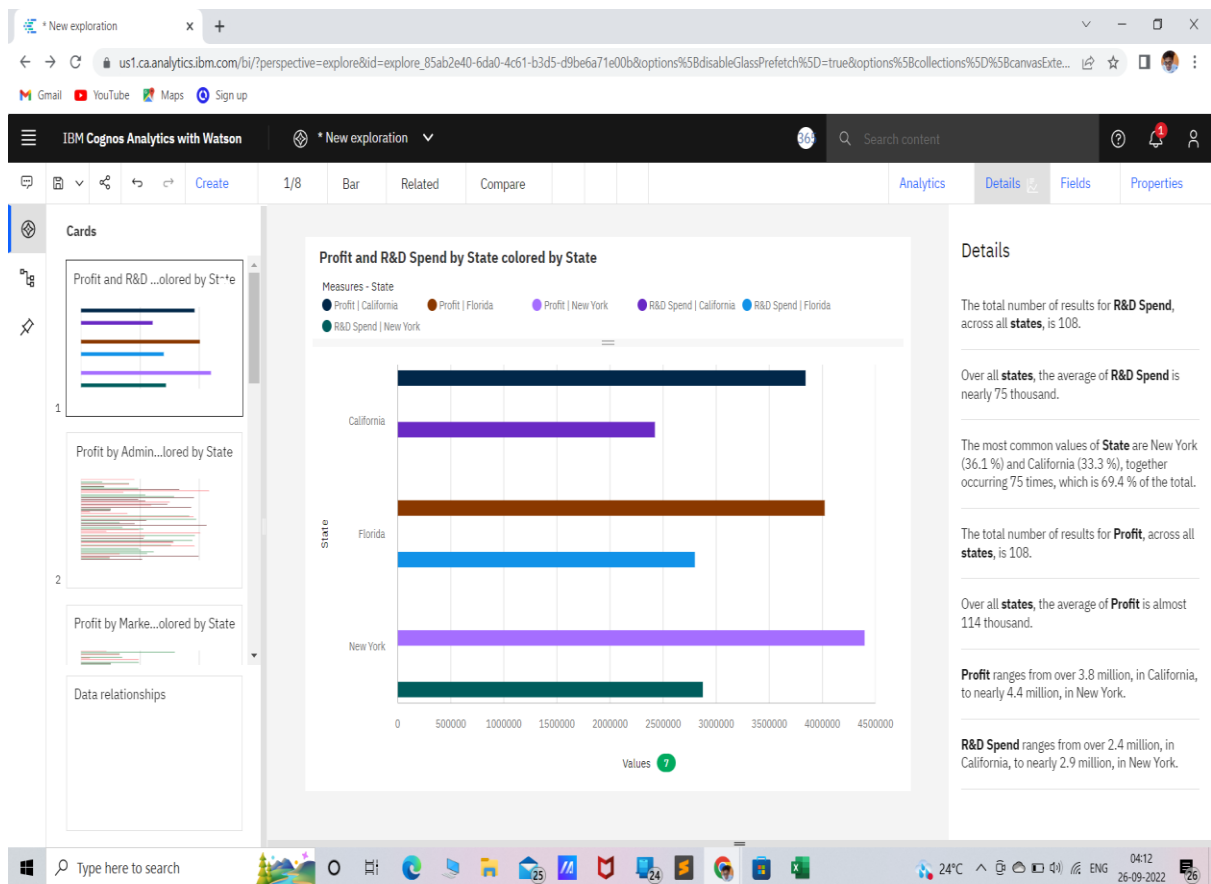 * New exploration
us1.ca.analytics.ibm.com/bi/?perspective=explore&id=explore_85ab2e40-6da0-4c61-b3d5-d9be6a71e00b&options%5BdisableGlassPrefetch%5D=true&options%5Bcollections%5D%5BcanvasExte...
Gmail YouTube Maps Sign up
IBM Cognos Analytics with Watson * New exploration 365 Search content 1
Create 1/8 Bar Related Compare Analytics Details Fields Properties
Cards
Profit and R&D ...olored by State
1
Profit by Admin...lored by State
2
Profit by Marke...olored by State
Data relationships
Profit and R&D Spend by State colored by State
Measures - State
Profit | California Profit | Florida Profit | New York R&D Spend | California R&D Spend | Florida
R&D Spend | New York
State
California
Florida
New York
0 500000 1000000 1500000 2000000 2500000 3000000 3500000 4000000 4500000
Values 7
Details
The total number of results for R&D Spend,
across all states, is 108.
Over all states, the average of R&D Spend is
nearly 75 thousand.
The most common values of State are New York
(36.1 %) and California (33.3 %), together
occurring 75 times, which is 69.4 % of the total.
The total number of results for Profit, across all
states, is 108.
Over all states, the average of Profit is almost
114 thousand.
Profit ranges from over 3.8 million, in California,
to nearly 4.4 million, in New York.
R&D Spend ranges from over 2.4 million, in
California, to nearly 2.9 million, in New York.
Type here to search 25 24 24°C ENG 04:12
26-09-2022 26